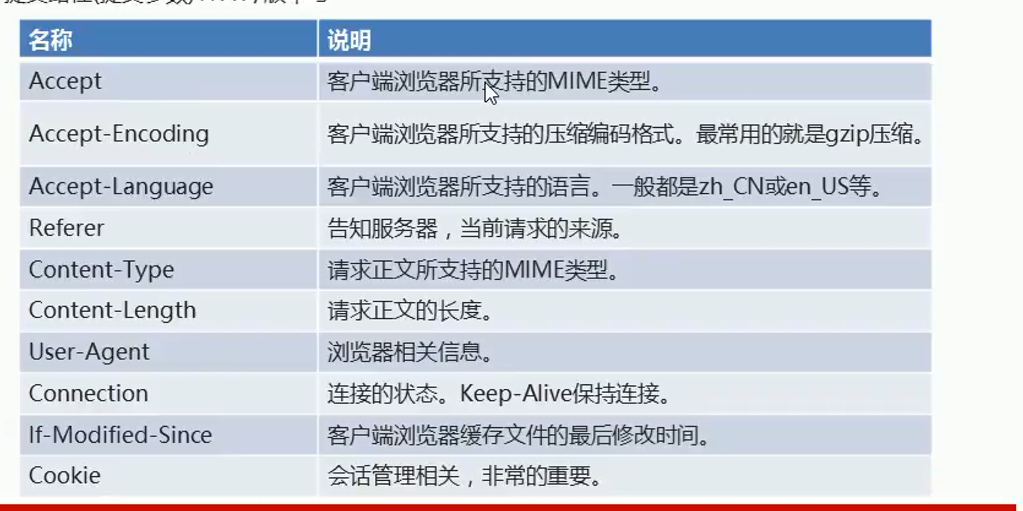 名称 说明
Accept 客户端浏览器所支持的MIME类型。
Accept-Encoding 客户端浏览器所支持的压缩编码格式。最常用的就是gzip压缩。
Accept-Language 客户端浏览器所支持的语言。一般都是zh_CN或en_US等。
Referer 告知服务器，当前请求的来源。
Content-Type 请求正文所支持的MIME类型。
Content-Length 请求正文的长度。
User-Agent 浏览器相关信息。
Connection 连接的状态。Keep-Alive保持连接。
If-Modified-Since 客户端浏览器缓存文件的最后修改时间。
Cookie 会话管理相关，非常的重要。